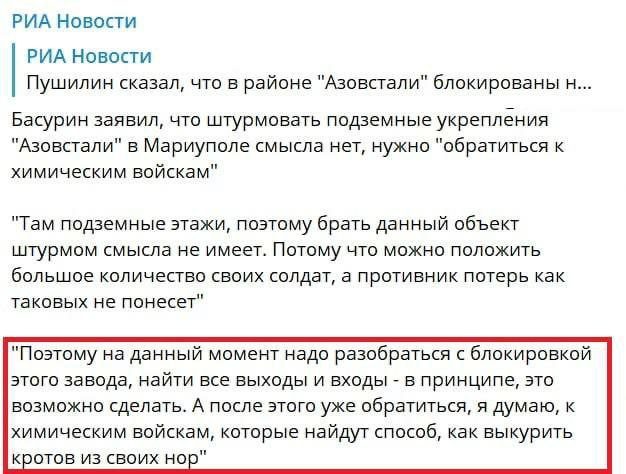 РИА Новости
РИА Новости
Пушилин сказал, что в районе "Азовстали" блокированы н...
Басурин заявил, что штурмовать подземные укрепления
"Азовстали" в Мариуполе смысла нет, нужно "обратиться к
химическим войскам"
"Там подземные этажи, поэтому брать данный объект
штурмом смысла не имеет. Потому что можно положить
большое количество своих солдат, а противник потерь как
таковых не понесет"
"Поэтому на данный момент надо разобраться с блокировкой
этого завода, найти все выходы и входы - в принципе, это
возможно сделать. А после этого уже обратиться, я думаю, к
химическим войскам, которые найдут способ, как выкурить
кротов из своих нор"